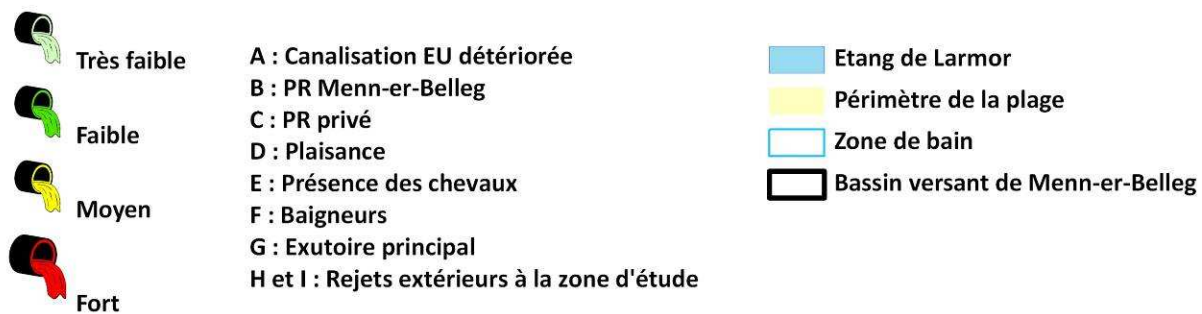 Très faible
Faible
Moyen
Fort
A : Canalisation EU détériorée
B : PR Menn-er-Belleg
C : PR privé
D : Plaisance
E : Présence des chevaux
F : Baigneurs
G : Exutoire principal
H et I : Rejets extérieurs à la zone d'étude
Etang de Larmor
Périmètre de la plage
Zone de bain
Bassin versant de Menn-er-Belleg